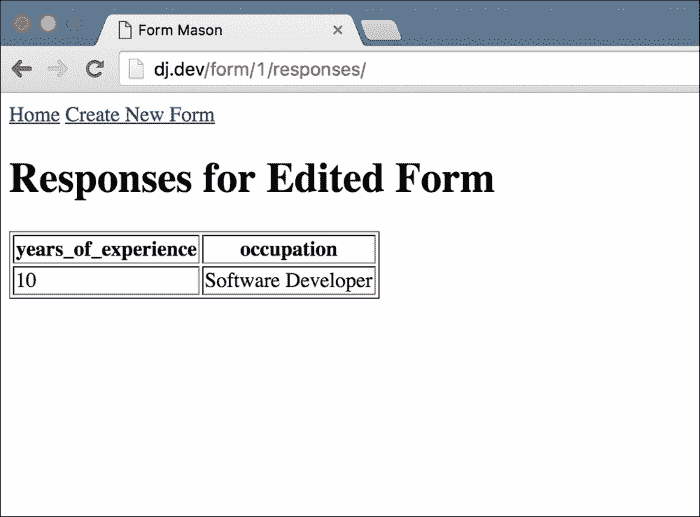 Form Mason
dj.dev/form/1/responses/
Home Create New Form
Responses for Edited Form
years_of_experience occupation
10 Software Developer